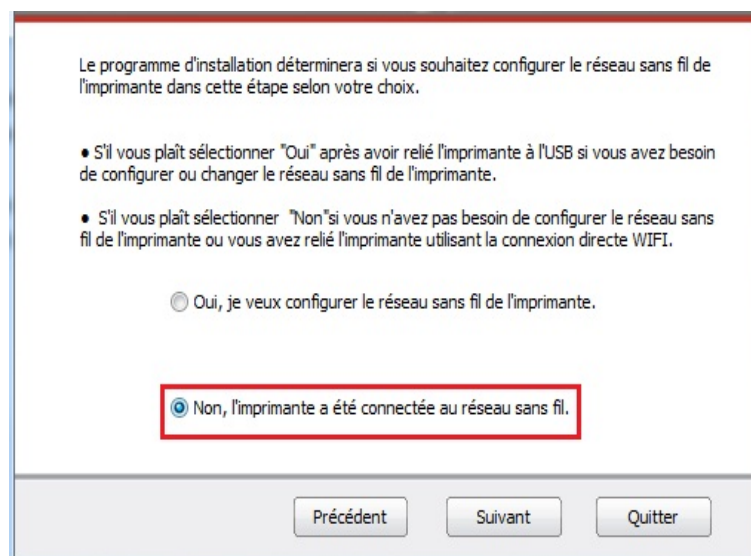 Le programme d'installation déterminera si vous souhaitez configurer le réseau sans fil de
l'imprimante dans cette étape selon votre choix.
● S'il vous plaît sélectionner "Oui" après avoir relié l'imprimante à l'USB si vous avez besoin
de configurer ou changer le réseau sans fil de l'imprimante.
● S'il vous plaît sélectionner "Non"si vous n'avez pas besoin de configurer le réseau sans
fil de l'imprimante ou vous avez relié l'imprimante utilisant la connexion directe WIFI.
Oui, je veux configurer le réseau sans fil de l'imprimante.
Non, l'imprimante a été connectée au réseau sans fil.
Précédent Suivant Quitter